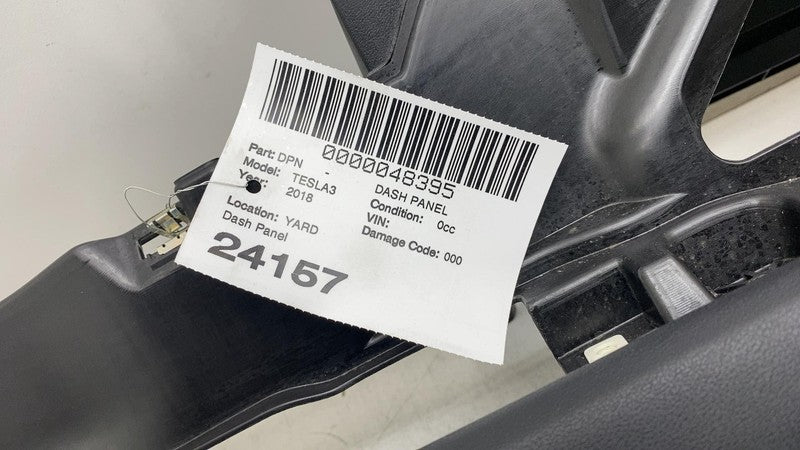 0000048395
Part: DPN -
DASH PANEL
Model: TESLA3
Condition: 0cc
Year: 2018
VIN:
Location: YARD
Damage Code: 000
Dash Panel
24157